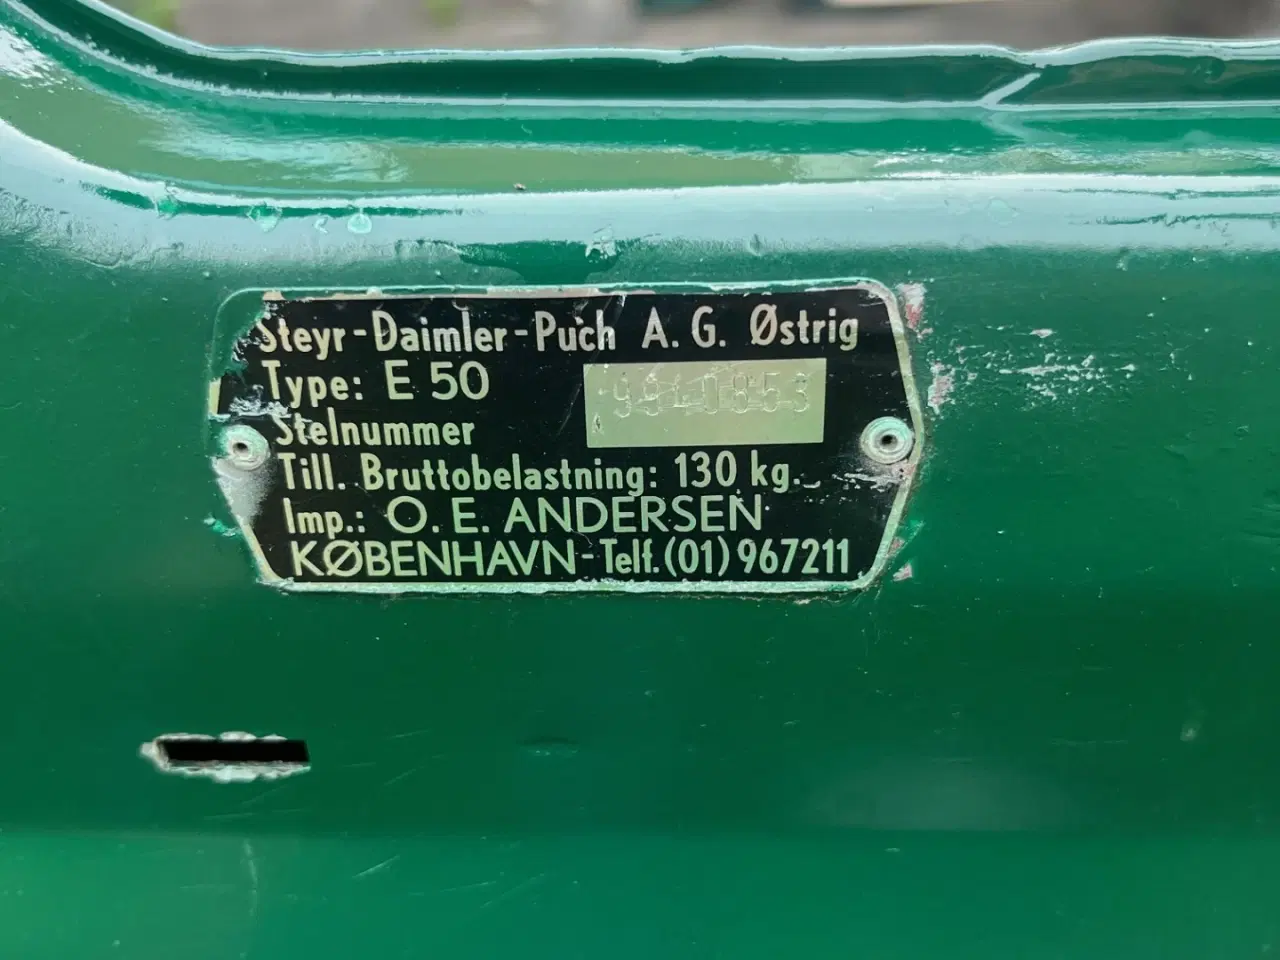 Steyr-Daimler-Puch A. G. Østrig
Type: E 50
Stelnummer
Till. Bruttobelastning: 130 kg.
Imp.: O. E. ANDERSEN
KØBENHAVN-Telf. (01) 967211